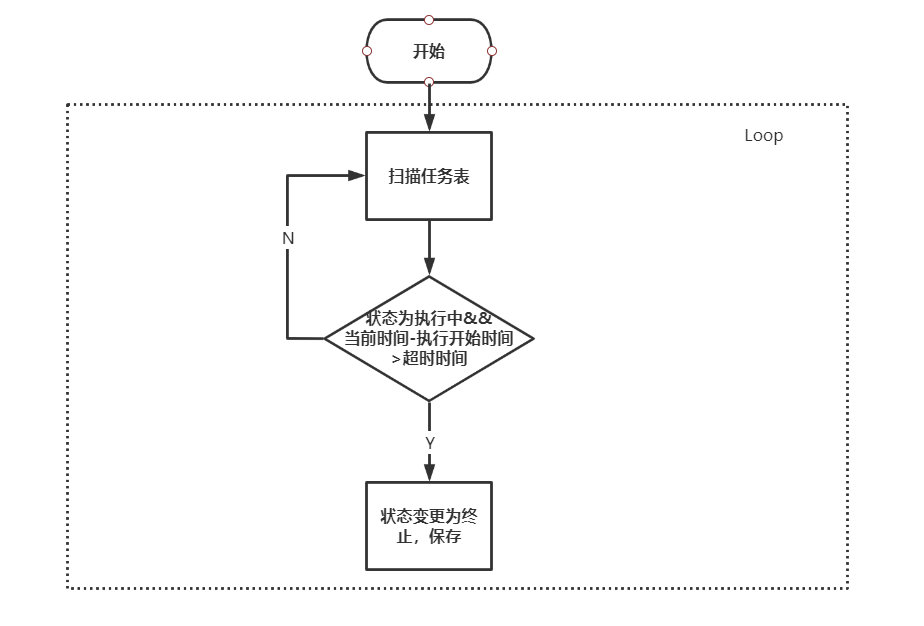 开始
Loop
扫描任务表
N
状态为执行中&&
当前时间-执行开始时间
>超时时间
Y
状态变更为终
止，保存